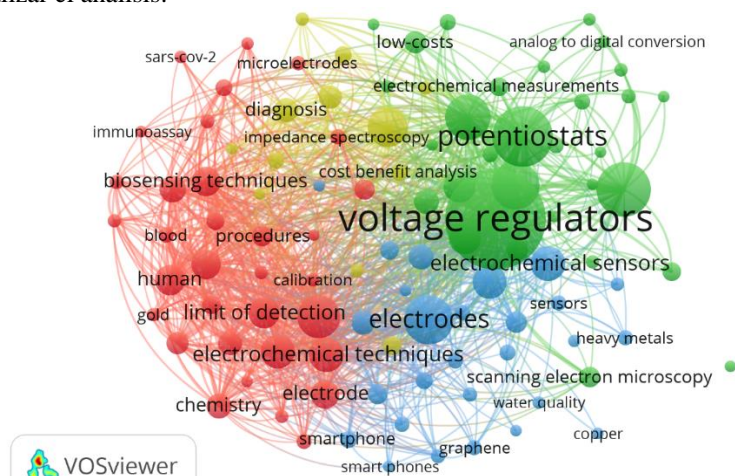 el análisis.
sars-cov-2
microelectrodes
low-costs
analog to digital conversion
electrochemical measurements
diagnosis
immunoassay
impedance spectroscopy
potentiostats
cost benefit analysis
biosensing techniques
voltage regulators
blood
procedures
electrochemical sensors
human
calibration
gold
limit of detection
electrodes
sensors
heavy metals
electrochemical techniques
scanning electron microscopy
chemistry
electrode
water quality
smartphone
graphene
copper
smart phones
VOSviewer